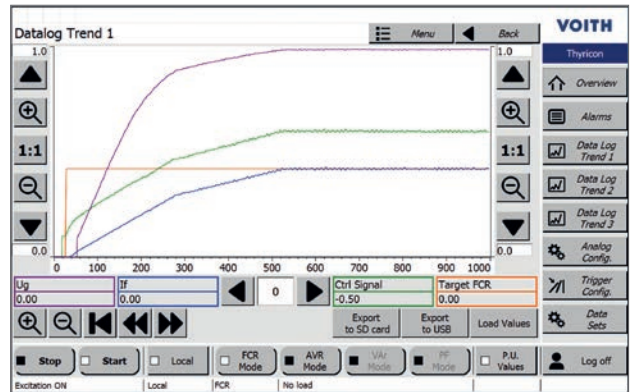 Datalog Trend 1
Menu
Back
VOITH
Thyricon
1.0
1.0
Overview
Alarms
1:1
1:1
Data Log
Trend 1
Data Log
Trend 2
Data Log
Trend 3
0.0
0.0
Analog
Config.
0 100 200 300 400 500 600 700 800 900 1000
Ug
0.00
If
0.00
0
Ctrl Signal
-0.50
Target FCR
0.00
Trigger
Config.
Export
to SD card
Export
to USB
Load Values
Data
Sets
Stop
Start
Local
FCR
Mode
AVR
Mode
VAr
Mode
PF
Mode
P.U.
Values
Log off
Excitation ON
Local
FCR
No load